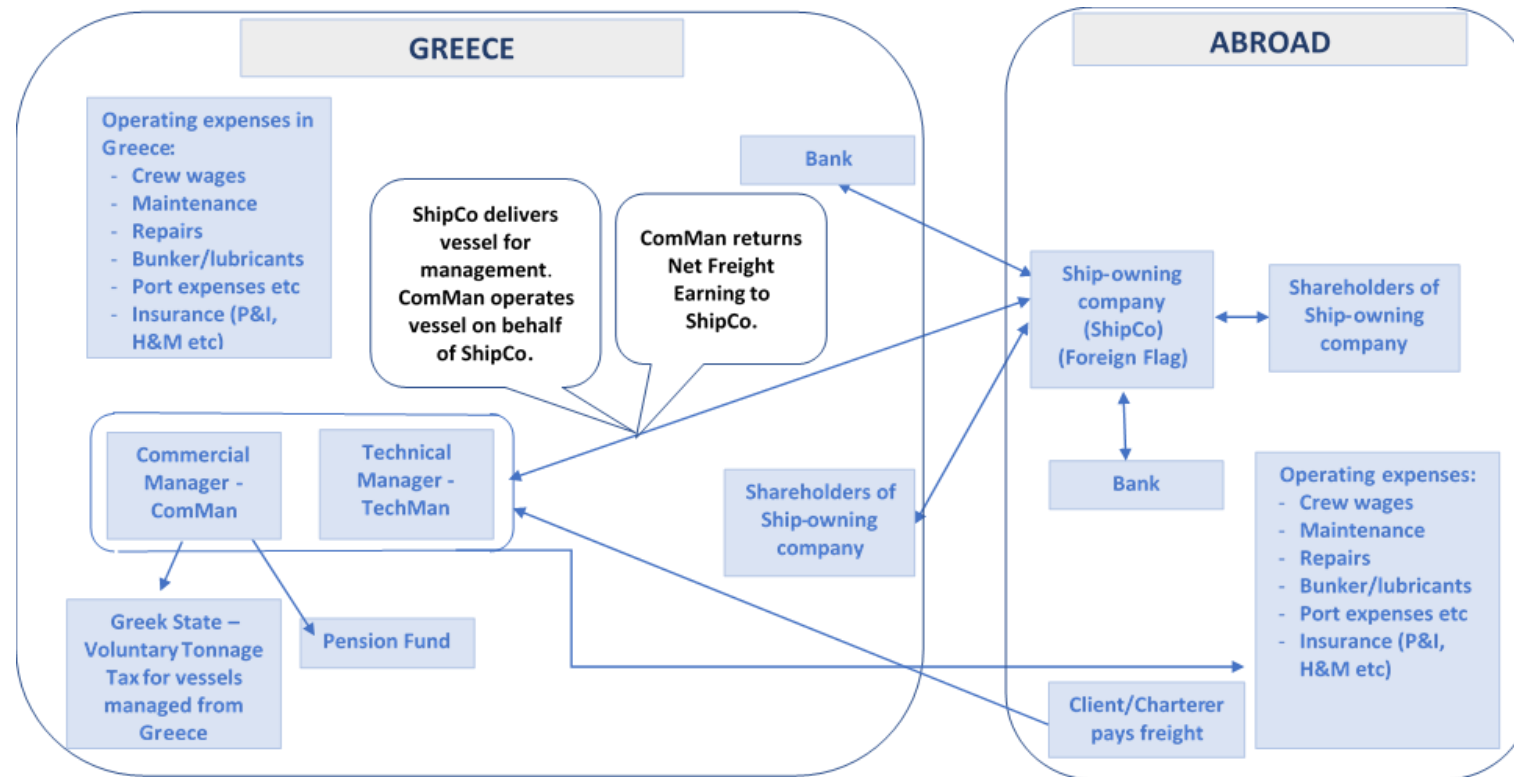 GREECE
Operating expenses in
Greece:
- Crew wages
- Maintenance
- Repairs
- Bunker/lubricants
- Port expenses etc
- Insurance (P&I,
H&M etc)
ShipCo delivers
vessel for
management.
ComMan operates
vessel on behalf
of ShipCo.
ComMan returns
Net Freight
Earning to
ShipCo.
Bank
Commercial
Manager -
ComMan
Technical
Manager -
TechMan
Shareholders of
Ship-owning
company
Greek State –
Voluntary Tonnage
Tax for vessels
managed from
Greece
Pension Fund
ABROAD
Ship-owning
company
(ShipCo)
(Foreign Flag)
Shareholders of
Ship-owning
company
Bank
Operating expenses:
- Crew wages
- Maintenance
- Repairs
- Bunker/lubricants
- Port expenses etc
- Insurance (P&I,
H&M etc)
Client/Charterer
pays freight